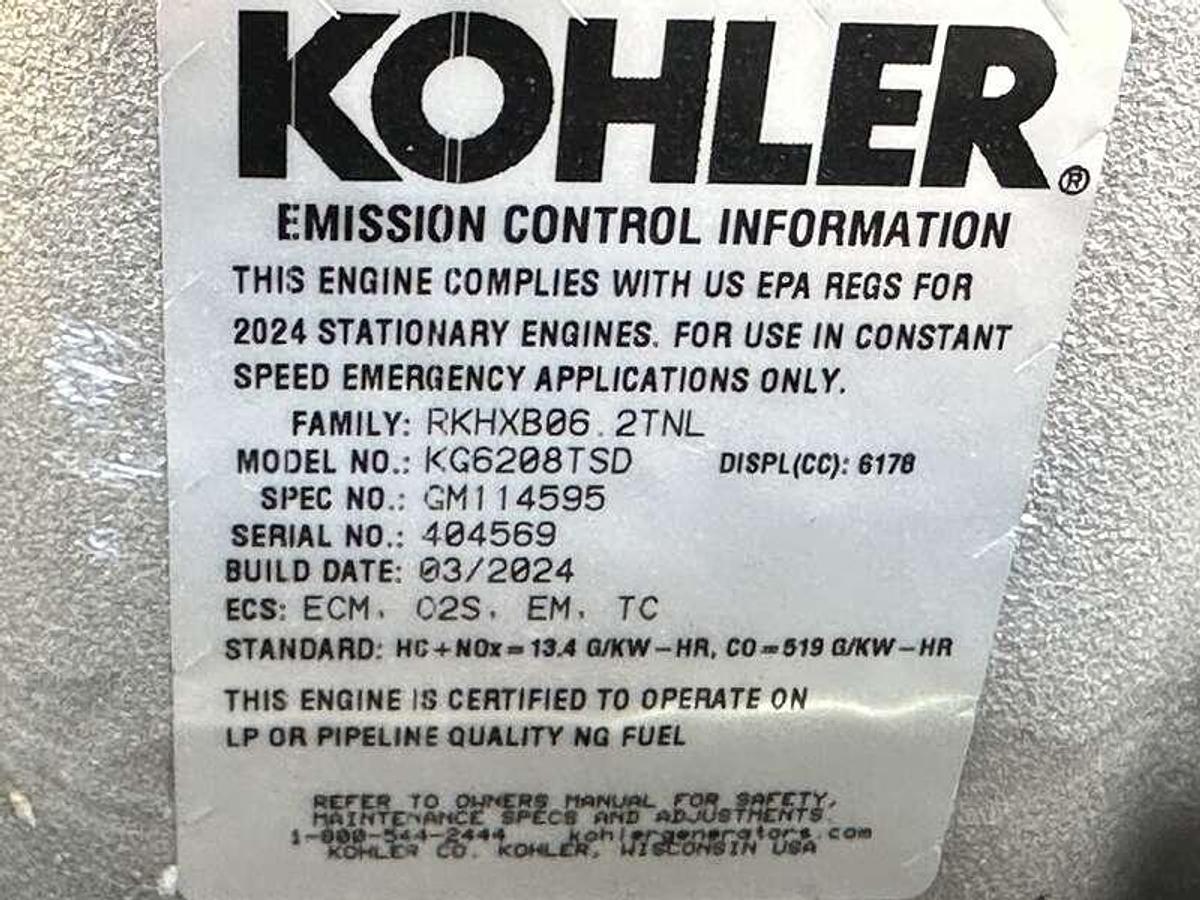 KOHLER®
EMISSION CONTROL INFORMATION
THIS ENGINE COMPLIES WITH US EPA REGS FOR
2024 STATIONARY ENGINES. FOR USE IN CONSTANT
SPEED EMERGENCY APPLICATIONS ONLY.
FAMILY: RKHXB06.2TNL
MODEL NO.: KG6208TSD DISPL(CC): 6178
SPEC NO.: GM114595
SERIAL NO.: 404569
BUILD DATE: 03/2024
ECS: ECM, O2S, EM, TC
STANDARD: HC+NOx=13.4 G/KW-HR, CO=519 G/KW-HR
THIS ENGINE IS CERTIFIED TO OPERATE ON
LP OR PIPELINE QUALITY NG FUEL
REFER TO OWNERS MANUAL FOR SAFETY,
MAINTENANCE SPECS AND ADJUSTMENTS.
1-800-544-2444 kohlergenerators.com
KOHLER CO. KOHLER, WISCONSIN USA